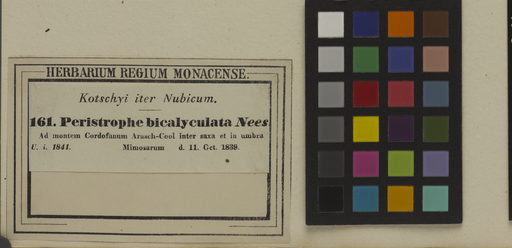 HERBARIUM REGIUM MONACENSE.
Kotschyi iter Nubicum.
161. Peristrophe bicalyculata Nees
Ad montem Cordofanum Arasch-Cool inter saxa et in umbra
U. i. 1841. Mimosarum d. 11. Oct. 1839.